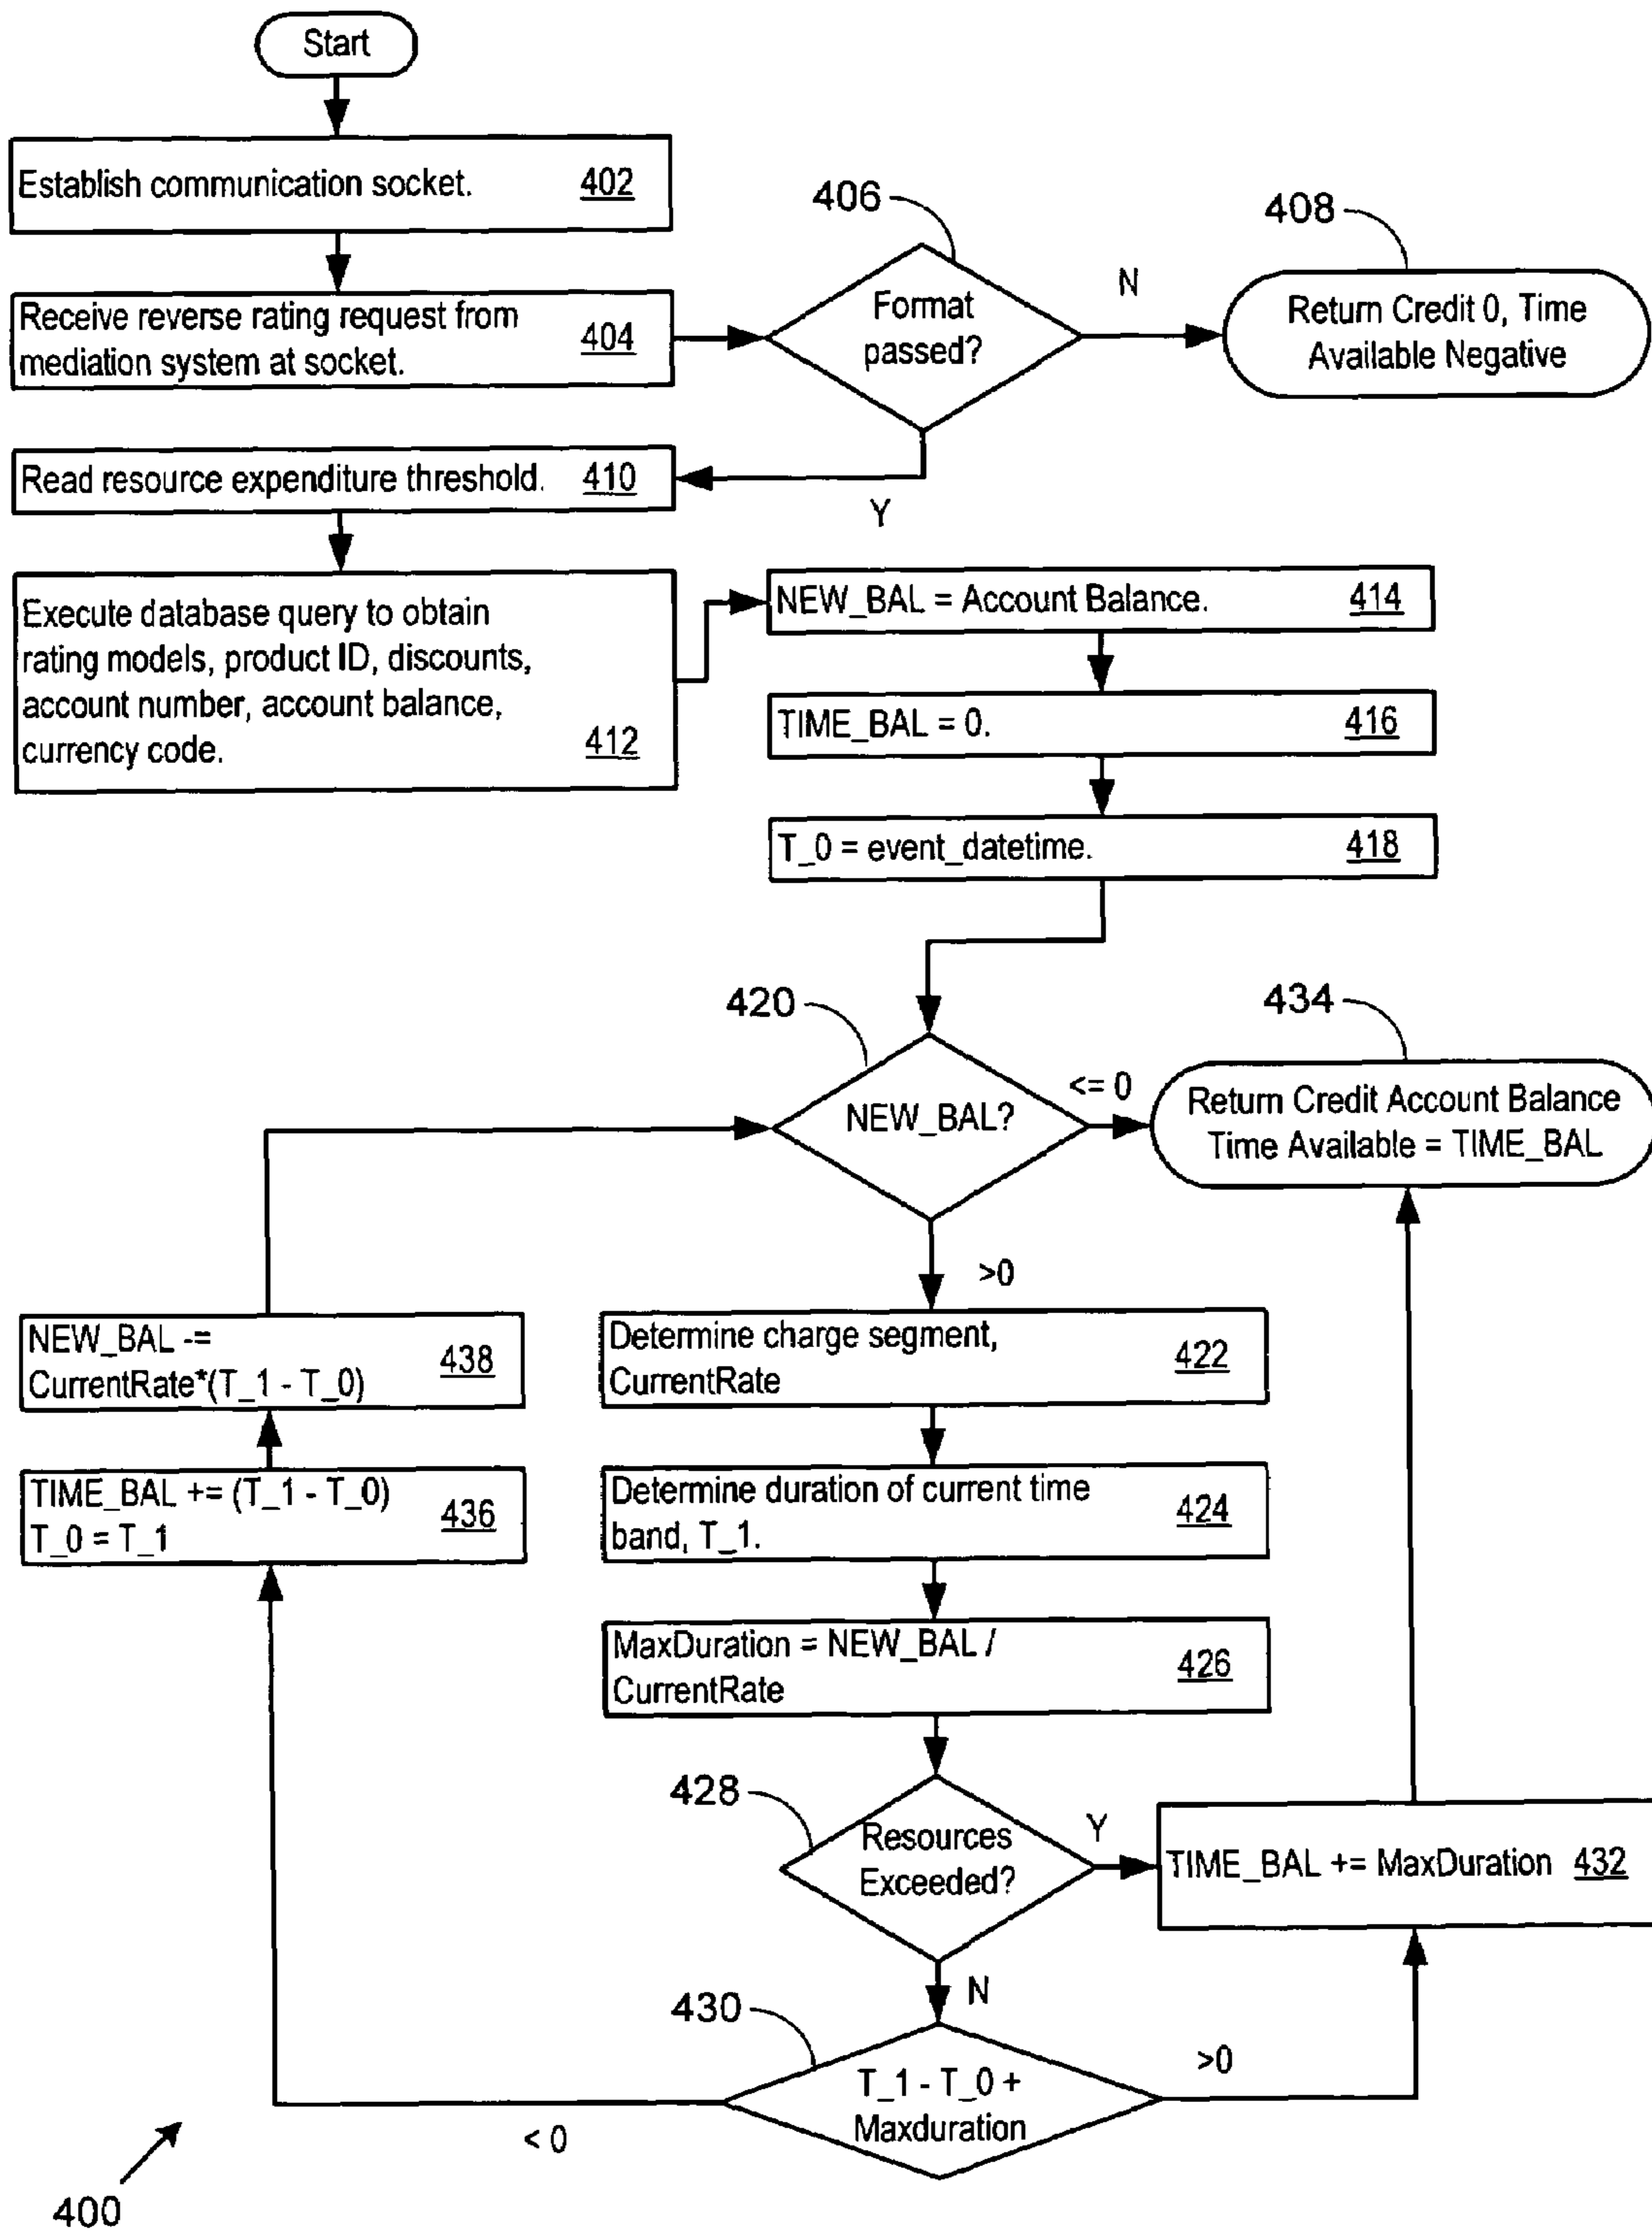 Start
Establish communication socket. 402
Receive reverse rating request from
mediation system at socket. 404
406
Format
passed?
N
408
Return Credit 0, Time
Available Negative
Y
Read resource expenditure threshold. 410
Execute database query to obtain
rating models, product ID, discounts,
account number, account balance,
currency code. 412
NEW_BAL = Account Balance. 414
TIME_BAL = 0. 416
T_0 = event_datetime. 418
420
NEW_BAL?
<= 0
434
Return Credit Account Balance
Time Available = TIME_BAL
>0
Determine charge segment,
CurrentRate 422
Determine duration of current time
band, T_1. 424
MaxDuration = NEW_BAL /
CurrentRate 426
428
Resources
Exceeded?
Y
TIME_BAL += MaxDuration 432
N
430
T_1 - T_0 +
Maxduration
>0
< 0
TIME_BAL += (T_1 - T_0)
T_0 = T_1 436
NEW_BAL -=
CurrentRate*(T_1 - T_0) 438
400